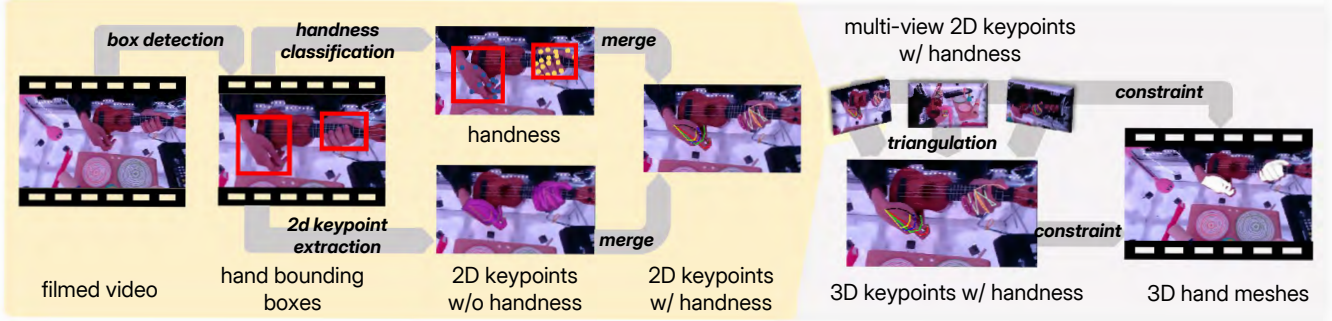 box detection
handness
classification
merge
multi-view 2D keypoints
w/ handness
constraint
handness
triangulation
2d keypoint
extraction
merge
constraint
filmed video
hand bounding
boxes
2D keypoints
w/o handness
2D keypoints
w/ handness
3D keypoints w/ handness
3D hand meshes